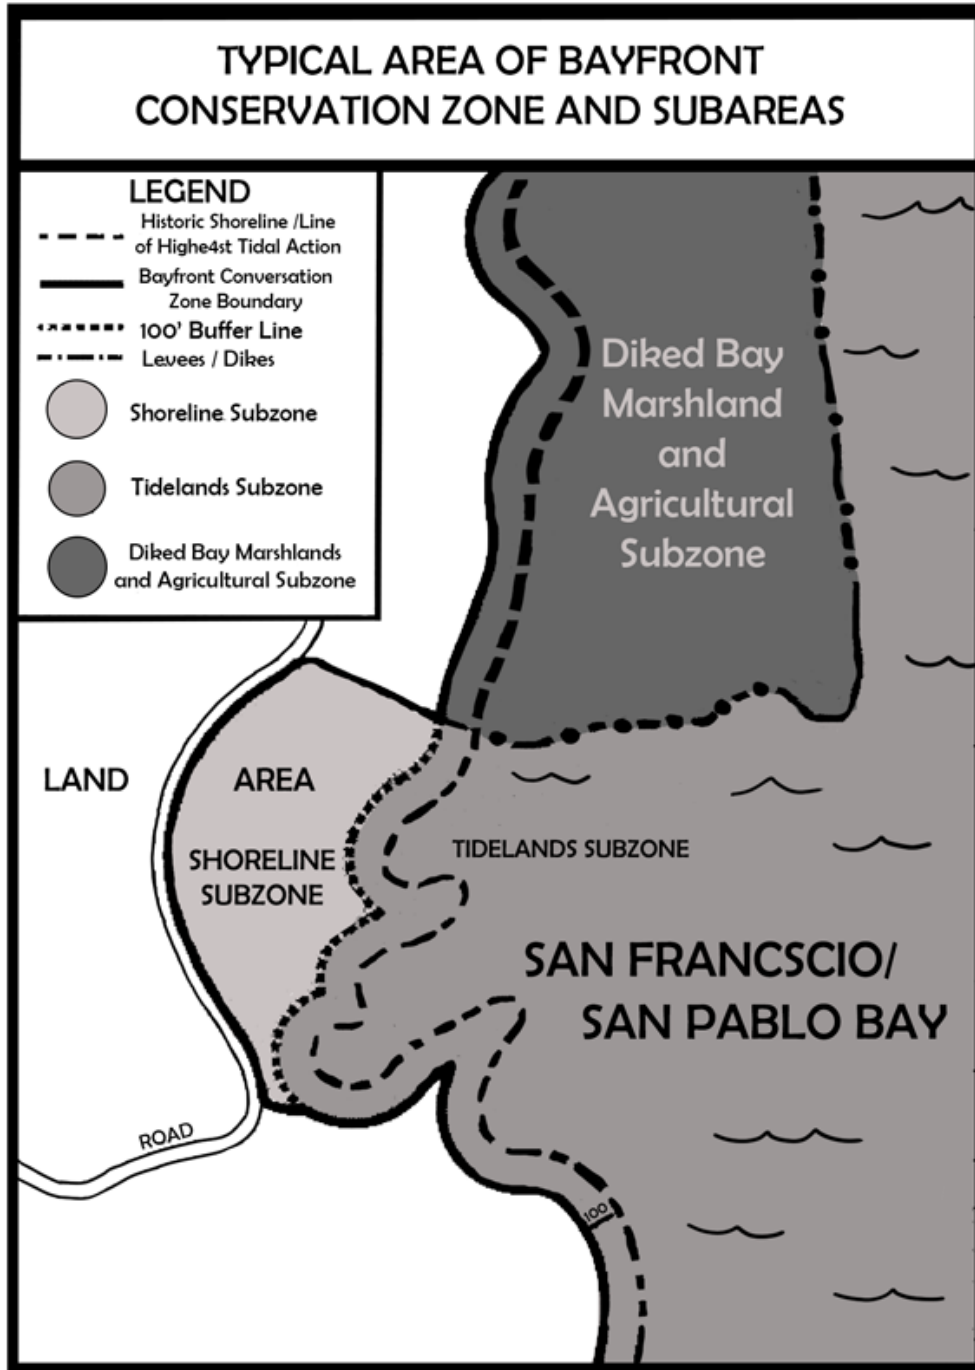 TYPICAL AREA OF BAYFRONT
CONSERVATION ZONE AND SUBAREAS
LEGEND
Historic Shoreline /Line
of Highe4st Tidal Action
Bayfront Conversation
Zone Boundary
100' Buffer Line
Levees / Dikes
Shoreline Subzone
Tidelands Subzone
Diked Bay Marshlands
and Agricultural Subzone
Diked Bay
Marshland
and
Agricultural
Subzone
LAND
AREA
SHORELINE
SUBZONE
TIDELANDS SUBZONE
SAN FRANCSCIO/
SAN PABLO BAY
ROAD
100